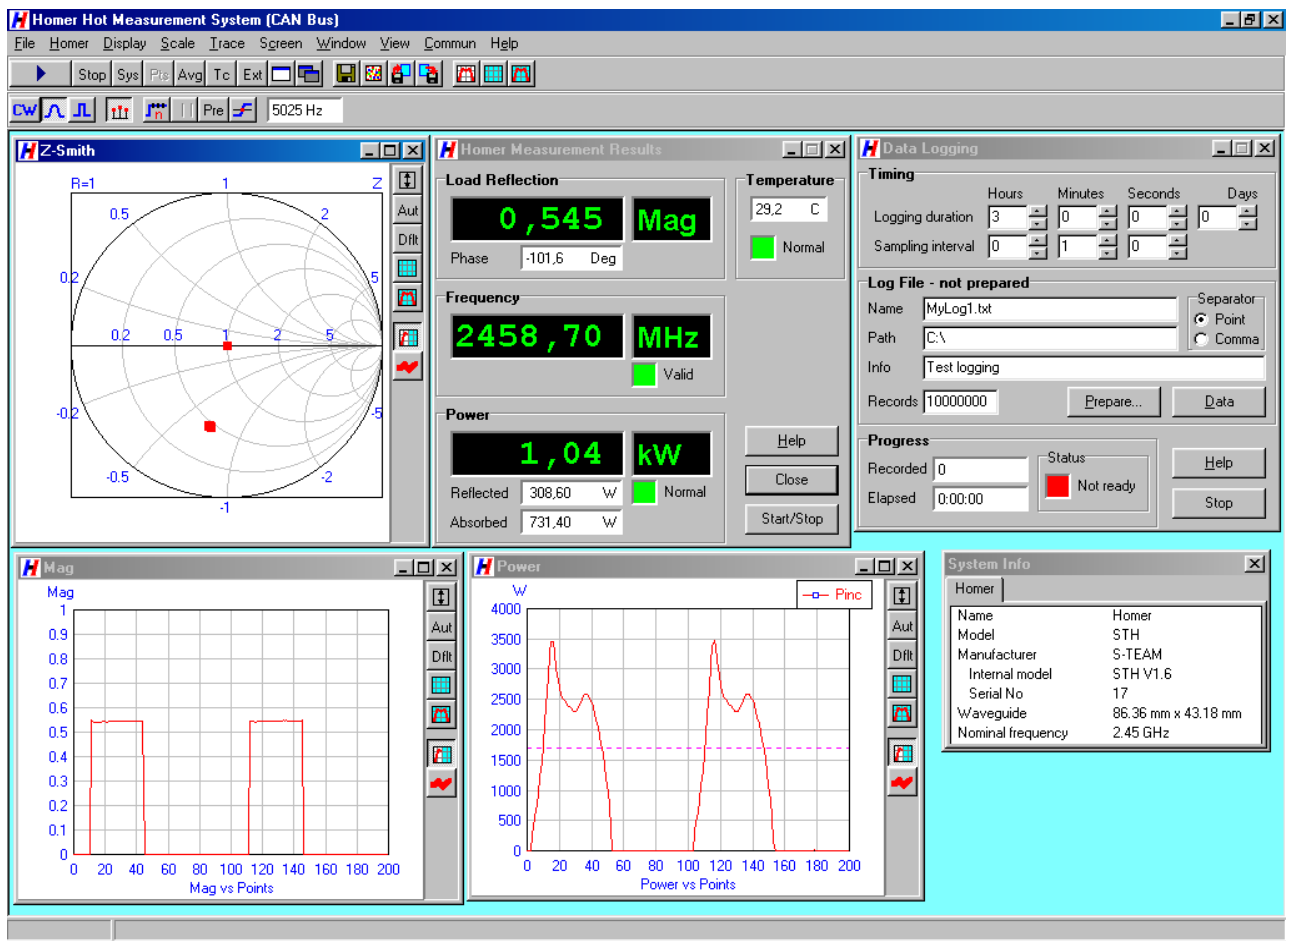 Homer Hot Measurement System (CAN Bus)
File Homer Display Scale Trace Screen Window View Commun Help
Stop Sys Pts Avg Tc Ext
CW n Pre 5025 Hz
Z-Smith
R=1 1 Z
0.5 2
0.2 5
0.2 0.5 1 2 5
-0.2 -5
-0.5 -2
-1
Aut
Dflt
Homer Measurement Results
Load Reflection
0,545 Mag
Phase -101,6 Deg
Temperature
29,2 C
Normal
Frequency
2458,70 MHz
Valid
Power
1,04 kW
Reflected 308,60 W Normal
Absorbed 731,40 W
Help
Close
Start/Stop
Data Logging
Timing
Hours Minutes Seconds Days
Logging duration 3 0 0 0
Sampling interval 0 1 0
Log File - not prepared
Name MyLog1.txt
Path C:\
Info Test logging
Separator
Point
Comma
Records 10000000 Prepare... Data
Progress
Recorded 0
Elapsed 0:00:00
Status
Not ready
Help
Stop
Mag
Mag
1
0.9
0.8
0.7
0.6
0.5
0.4
0.3
0.2
0.1
0
0 20 40 60 80 100 120 140 160 180 200
Mag vs Points
Aut
Dflt
Power
W
Pinc
4000
3500
3000
2500
2000
1500
1000
500
0
0 20 40 60 80 100 120 140 160 180 200
Power vs Points
Aut
Dflt
System Info
Homer
Name Homer
Model STH
Manufacturer S-TEAM
Internal model STH V1.6
Serial No 17
Waveguide 86.36 mm x 43.18 mm
Nominal frequency 2.45 GHz